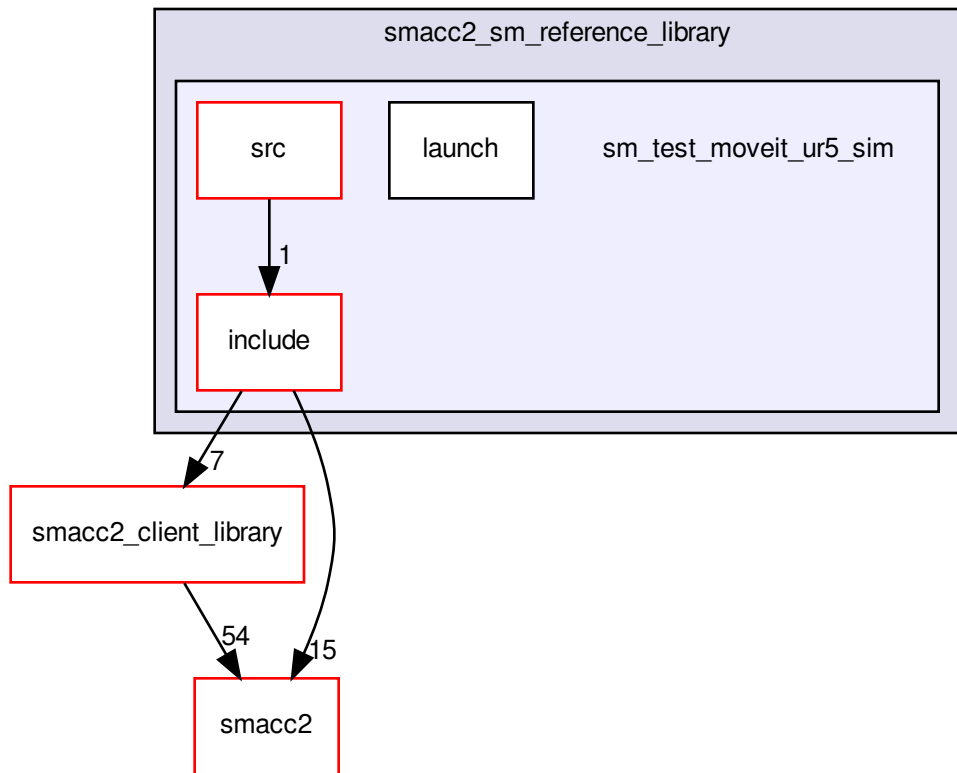 smacc2_sm_reference_library
src
launch
sm_test_moveit_ur5_sim
1
include
7
smacc2_client_library
54
15
smacc2